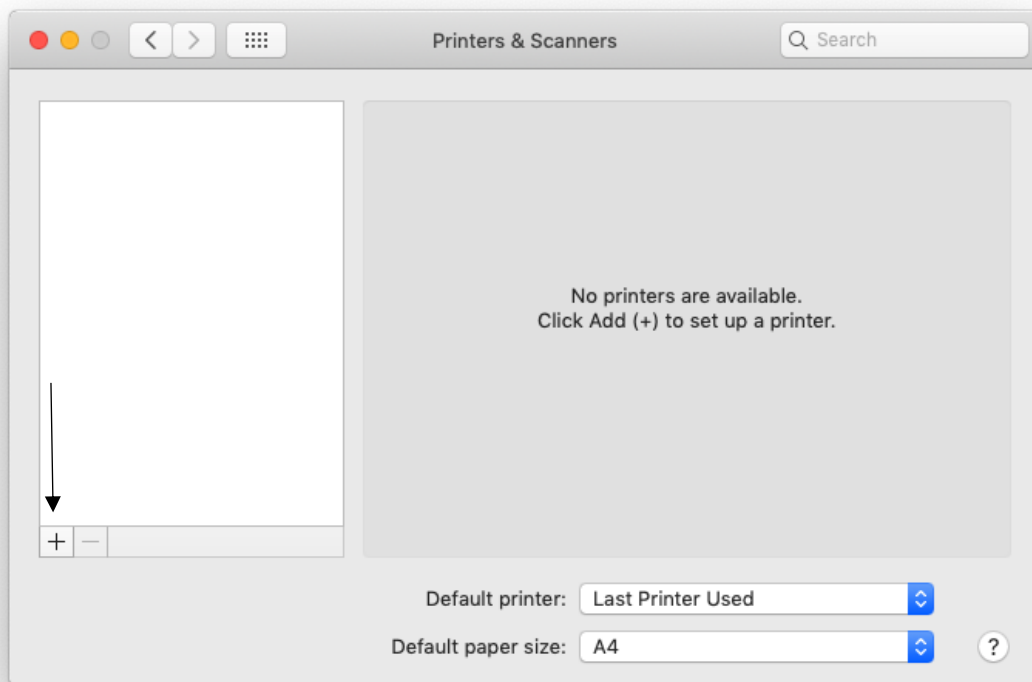 Printers & Scanners
Search
No printers are available.
Click Add (+) to set up a printer.
+ −
Default printer: Last Printer Used
Default paper size: A4
?